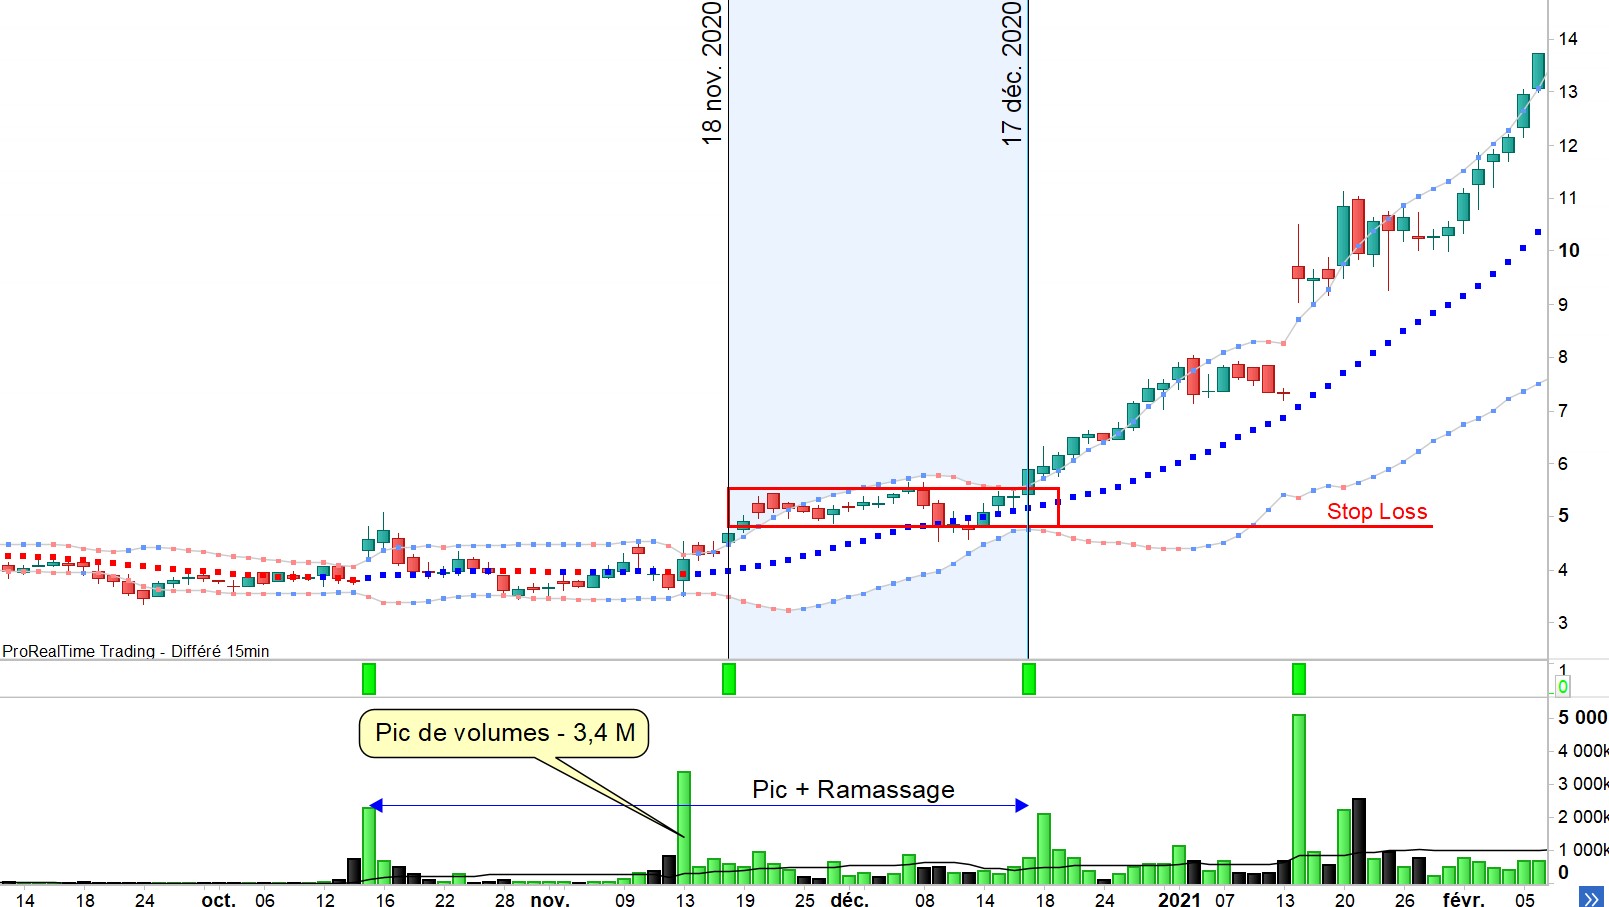 18 nov. 2020
17 déc. 2020
14
13
12
11
10
9
8
7
6
Stop Loss
5
4
3
ProRealTime Trading - Différé 15min
1
0
Pic de volumes - 3,4 M
5 000
4 000k
3 000k
Pic + Ramassage
2 000k
1 000k
0
14 18 24 oct. 06 12 16 22 28 nov. 09 13 19 25 déc. 08 14 18 24 2021 07 13 20 26 févr. 05